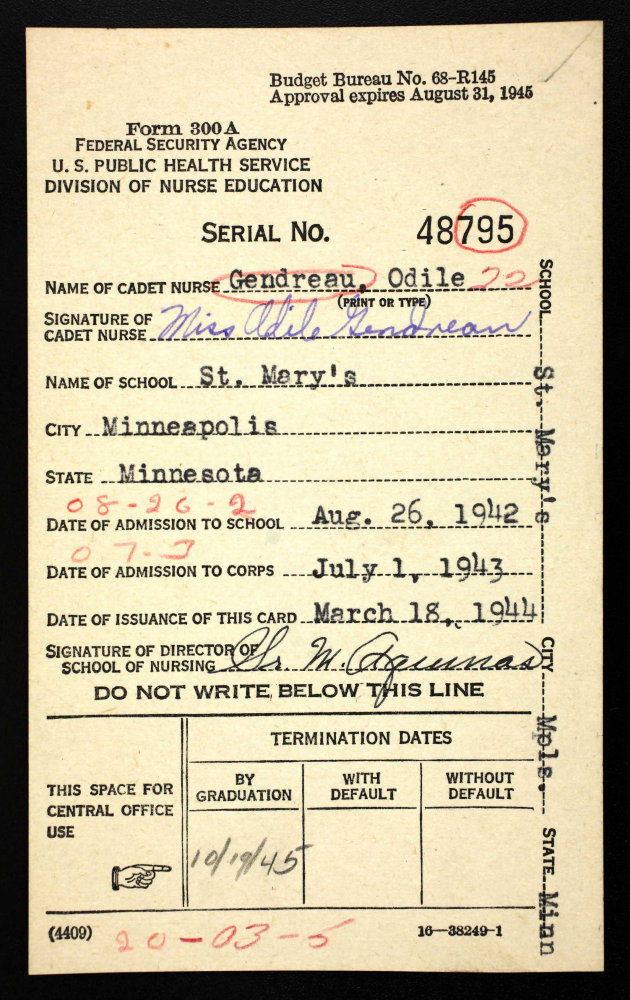 Budget Bureau No. 68-R145
Approval expires August 31, 1945
Form 300A
FEDERAL SECURITY AGENCY
U. S. PUBLIC HEALTH SERVICE
DIVISION OF NURSE EDUCATION
SERIAL NO. 48795
NAME OF CADET NURSE Gendreau, Odile 22
(PRINT OR TYPE)
SIGNATURE OF
CADET NURSE Miss Odile Gendreau
NAME OF SCHOOL St. Mary's
CITY Minneapolis
STATE Minnesota
08-26-2
DATE OF ADMISSION TO SCHOOL Aug. 26, 1942
07-3
DATE OF ADMISSION TO CORPS July 1, 1943
DATE OF ISSUANCE OF THIS CARD March 18, 1944
SIGNATURE OF DIRECTOR OF
SCHOOL OF NURSING Sr. M. Aquinas
DO NOT WRITE BELOW THIS LINE
THIS SPACE FOR
CENTRAL OFFICE
USE
TERMINATION DATES
BY
GRADUATION
WITH
DEFAULT
WITHOUT
DEFAULT
10/19/45
(4409) 20-03-5 16—38249-1
SCHOOL St. Mary's CITY Mpls. STATE Minn